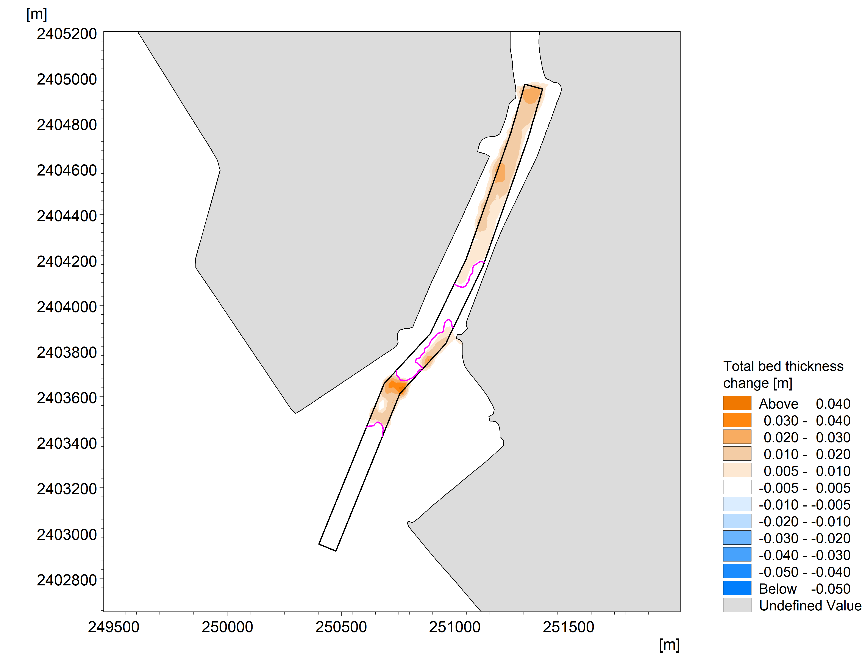 [m]
2405200
2405000
2404800
2404600
2404400
2404200
2404000
2403800
2403600
2403400
2403200
2403000
2402800
249500 250000 250500 251000 251500
[m]
Total bed thickness
change [m]
Above 0.040
0.030 - 0.040
0.020 - 0.030
0.010 - 0.020
0.005 - 0.010
-0.005 - 0.005
-0.010 - -0.005
-0.020 - -0.010
-0.030 - -0.020
-0.040 - -0.030
-0.050 - -0.040
Below -0.050
Undefined Value